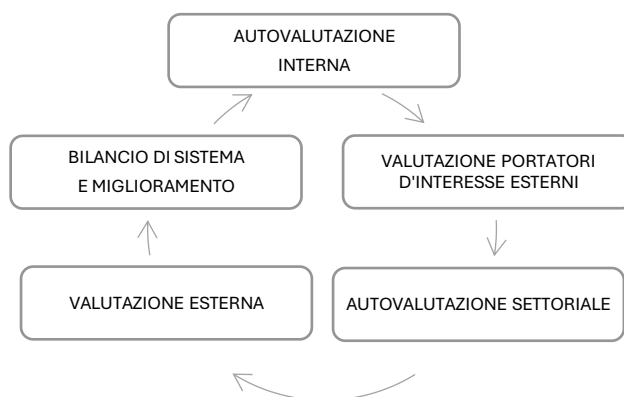 AUTOVALUTAZIONE
INTERNA
BILANCIO DI SISTEMA
E MIGLIORAMENTO
VALUTAZIONE PORTATORI
D'INTERESSE ESTERNI
VALUTAZIONE ESTERNA
AUTOVALUTAZIONE SETTORIALE